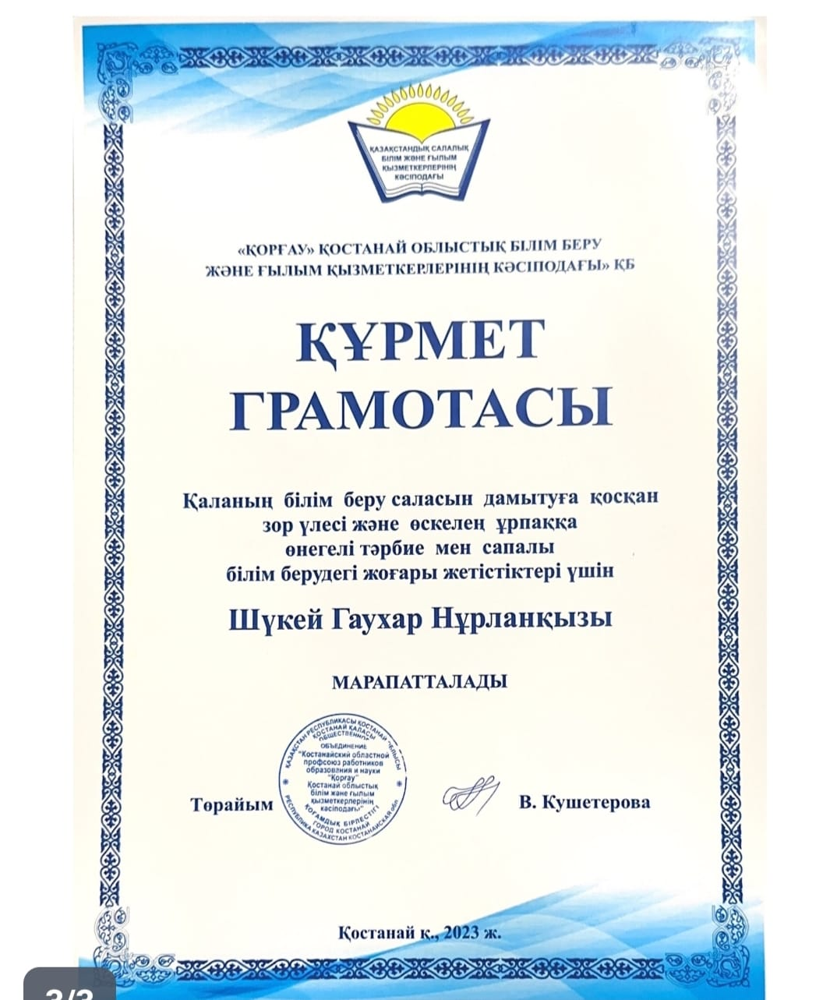 ҚАЗАҚСТАНДЫҚ САЛАЛЫҚ
БІЛІМ ЖӘНЕ ҒЫЛЫМ
ҚЫЗМЕТКЕРЛЕРІНІҢ
КӘСІПОДАҒЫ
«ҚОРҒАУ» ҚОСТАНАЙ ОБЛЫСТЫҚ БІЛІМ БЕРУ
ЖӘНЕ ҒЫЛЫМ ҚЫЗМЕТКЕРЛЕРІНІҢ КӘСІПОДАҒЫ» ҚБ
ҚҰРМЕТ
ГРАМОТАСЫ
Қаланың білім беру саласын дамытуға қосқан
зор үлесі және өскелең ұрпаққа
өнегелі тәрбие мен сапалы
білім берудегі жоғары жетістіктері үшін
Шүкей Гаухар Нұрланқызы
МАРАПАТТАЛАДЫ
ҚАЗАҚСТАН РЕСПУБЛИКАСЫ ҚОСТАНАЙ ОБЛЫСЫ
ҚОСТАНАЙ ҚАЛАСЫ
ОБЩЕСТВЕННОЕ
ОБЪЕДИНЕНИЕ
"Костанайский областной
профсоюз работников
образования и науки
"Қорғау"
Қостанай облыстық
білім және ғылым
қызметкерлерінің
кәсіподағы"
ҚОҒАМДЫҚ БІРЛЕСТІГІ
ГОРОД КОСТАНАЙ
РЕСПУБЛИКА КАЗАХСТАН КОСТАНАЙСКАЯ обл
Төрайым
В. Кушетерова
Қостанай қ., 2023 ж.